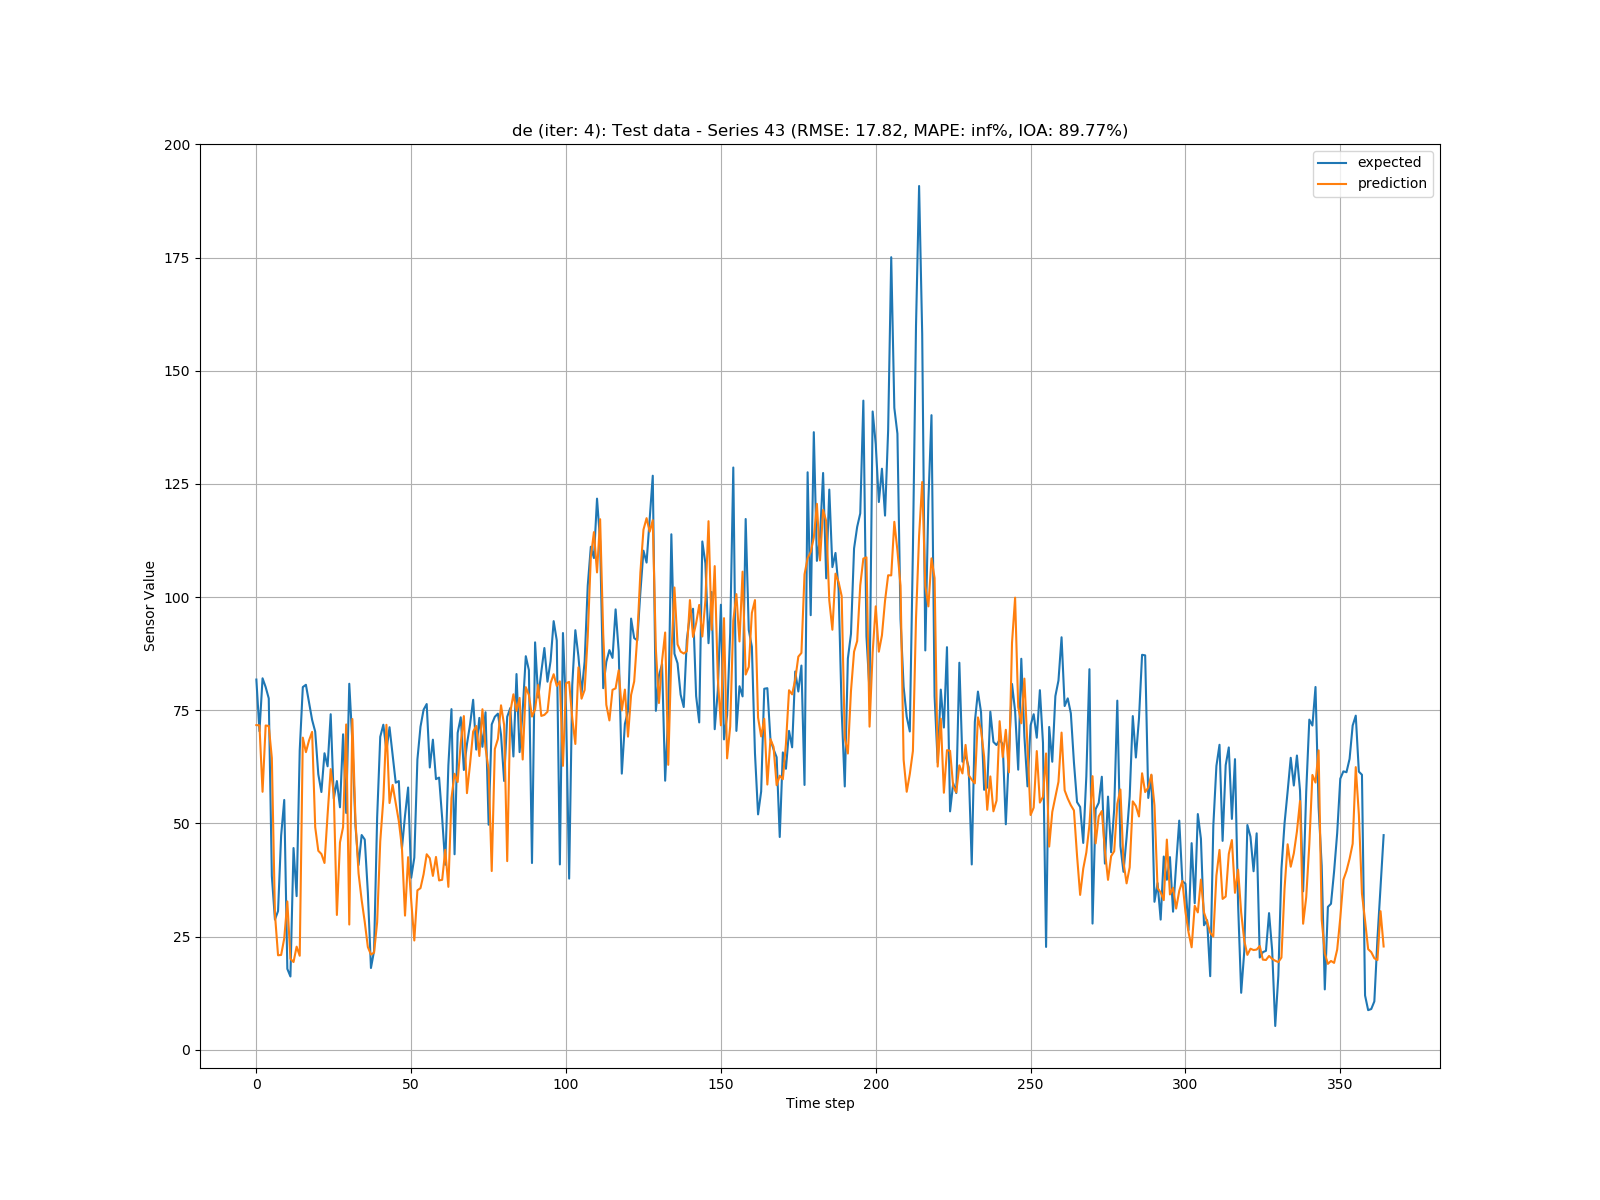 de (iter: 4): Test data - Series 43 (RMSE: 17.82, MAPE: inf%, IOA: 89.77%)
expected
prediction
200
175
150
125
100
75
50
25
0
Sensor Value
0 50 100 150 200 250 300 350
Time step